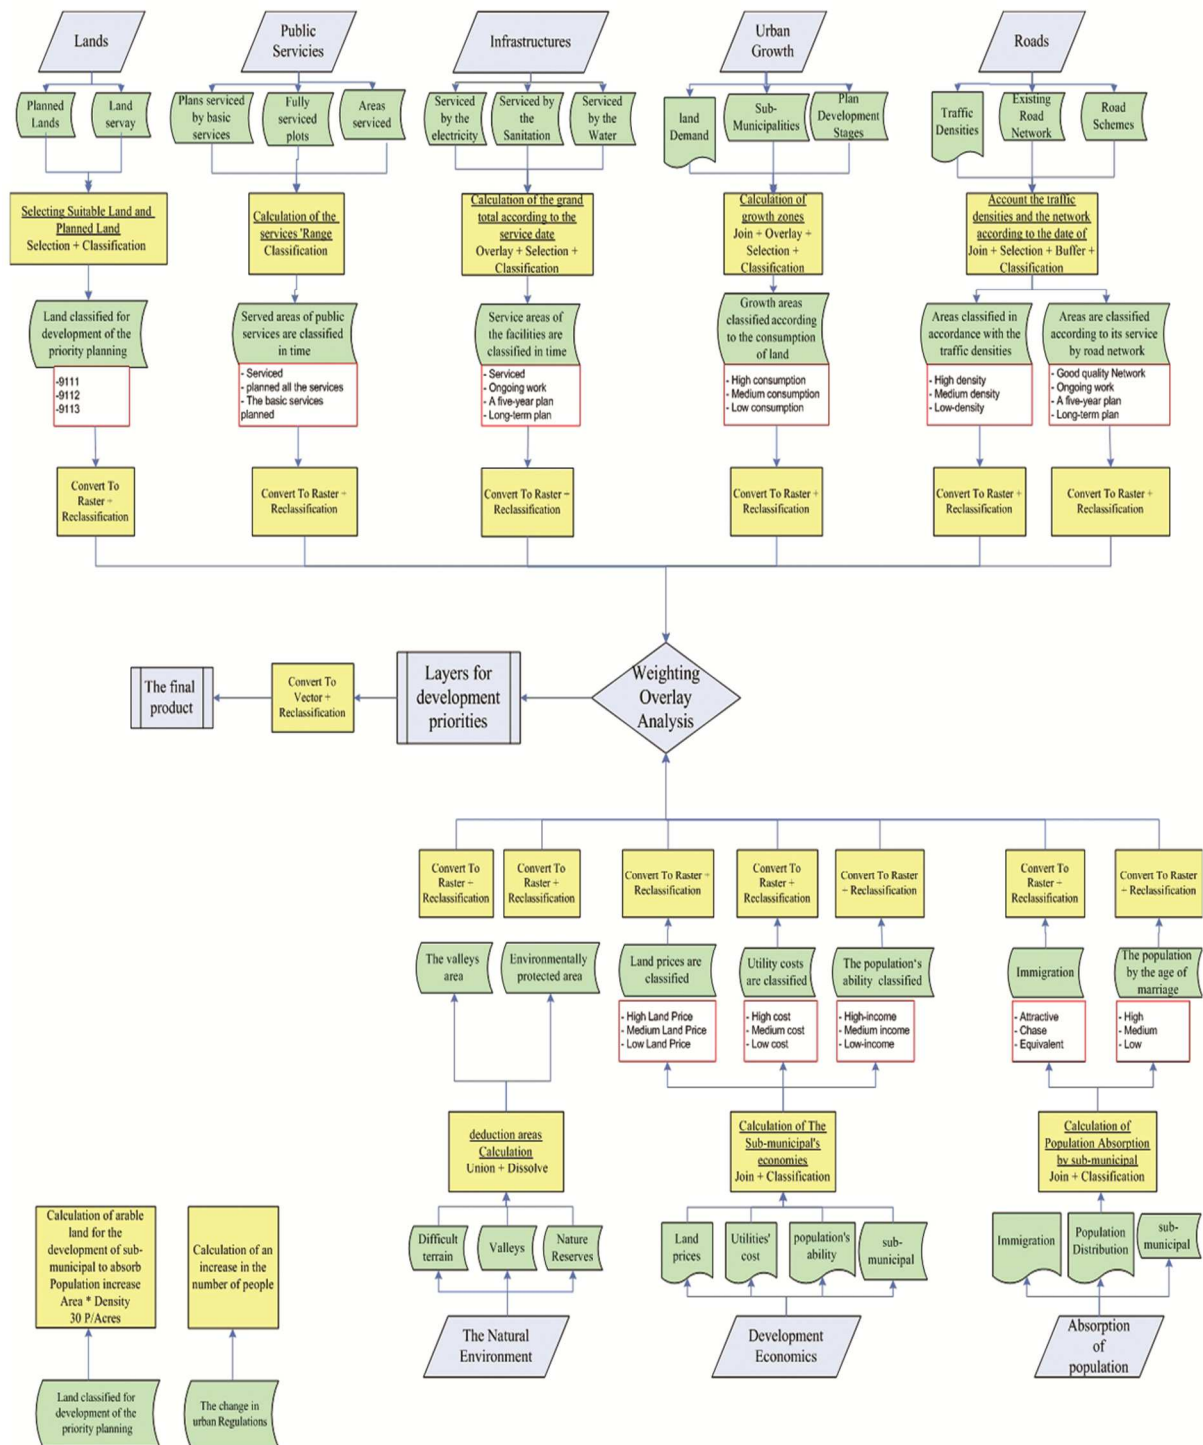 Lands
Public
Servicies
Infrastructures
Urban
Growth
Roads
Planned
Lands
Land
servay
Plans serviced
by basic
services
Fully
serviced
plots
Areas
serviced
Serviced
by the
electricity
Serviced by
the
Sanitation
Serviced
by the
Water
land
Demand
Sub-
Municipalities
Plan
Development
Stages
Traffic
Densities
Existing
Road
Network
Road
Schemes
Selecting Suitable Land and
Planned Land
Selection + Classification
Calculation of the
services 'Range
Classification
Calculation of the grand
total according to the
service date
Overlay + Selection +
Classification
Calculation of
growth zones
Join + Overlay +
Selection +
Classification
Account the traffic
densities and the network
according to the date of
Join + Selection + Buffer +
Classification
Land classified for
development of the
priority planning
Served areas of public
services are classified
in time
Service areas of
the facilities are
classified in time
Growth areas
classified according
to the consumption
of land
Areas classified in
accordance with the
traffic densities
Areas are classified
according to its service
by road network
-9111
-9112
-9113
- Serviced
- planned all the services
- The basic services
planned
- Serviced
- Ongoing work
- A five-year plan
- Long-term plan
- High consumption
- Medium consumption
- Low consumption
- High density
- Medium density
- Low-density
- Good quality Network
- Ongoing work
- A five-year plan
- Long-term plan
Convert To
Raster +
Reclassification
Convert To Raster +
Reclassification
Convert To Raster +
Reclassification
Convert To Raster +
Reclassification
Convert To Raster +
Reclassification
Convert To Raster +
Reclassification
The final
product
Convert To
Vector +
Reclassification
Layers for
development
priorities
Weighting
Overlay
Analysis
Convert To
Raster +
Reclassification
Convert To
Raster +
Reclassification
Convert To Raster +
Reclassification
Convert To
Raster +
Reclassification
Convert To Raster
+ Reclassification
Convert To
Raster +
Reclassification
Convert To Raster
+ Reclassification
The valleys
area
Environmentally
protected area
Land prices are
classified
Utility costs
are classified
The population's
ability classified
Immigration
The population
by the age of
marriage
- High Land Price
- Medium Land Price
- Low Land Price
- High cost
- Medium cost
- Low cost
- High-income
- Medium income
- Low-income
- Attractive
- Chase
- Equivalent
- High
- Medium
- Low
deduction areas
Calculation
Union + Dissolve
Calculation of The
Sub-municipal's
economies
Join + Classification
Calculation of
Population Absorption
by sub-municipal
Join + Classification
Difficult
terrain
Valleys
Nature
Reserves
Land
prices
Utilities'
cost
population's
ability
sub-
municipal
Immigration
Population
Distribution
sub-
municipal
The Natural
Environment
Development
Economics
Absorption
of
population
Calculation of arable
land for the
development of sub-
municipal to absorb
Population increase
Area * Density
30 P/Acres
Calculation of an
increase in the
number of people
Land classified for
development of the
priority planning
The change in
urban Regulations